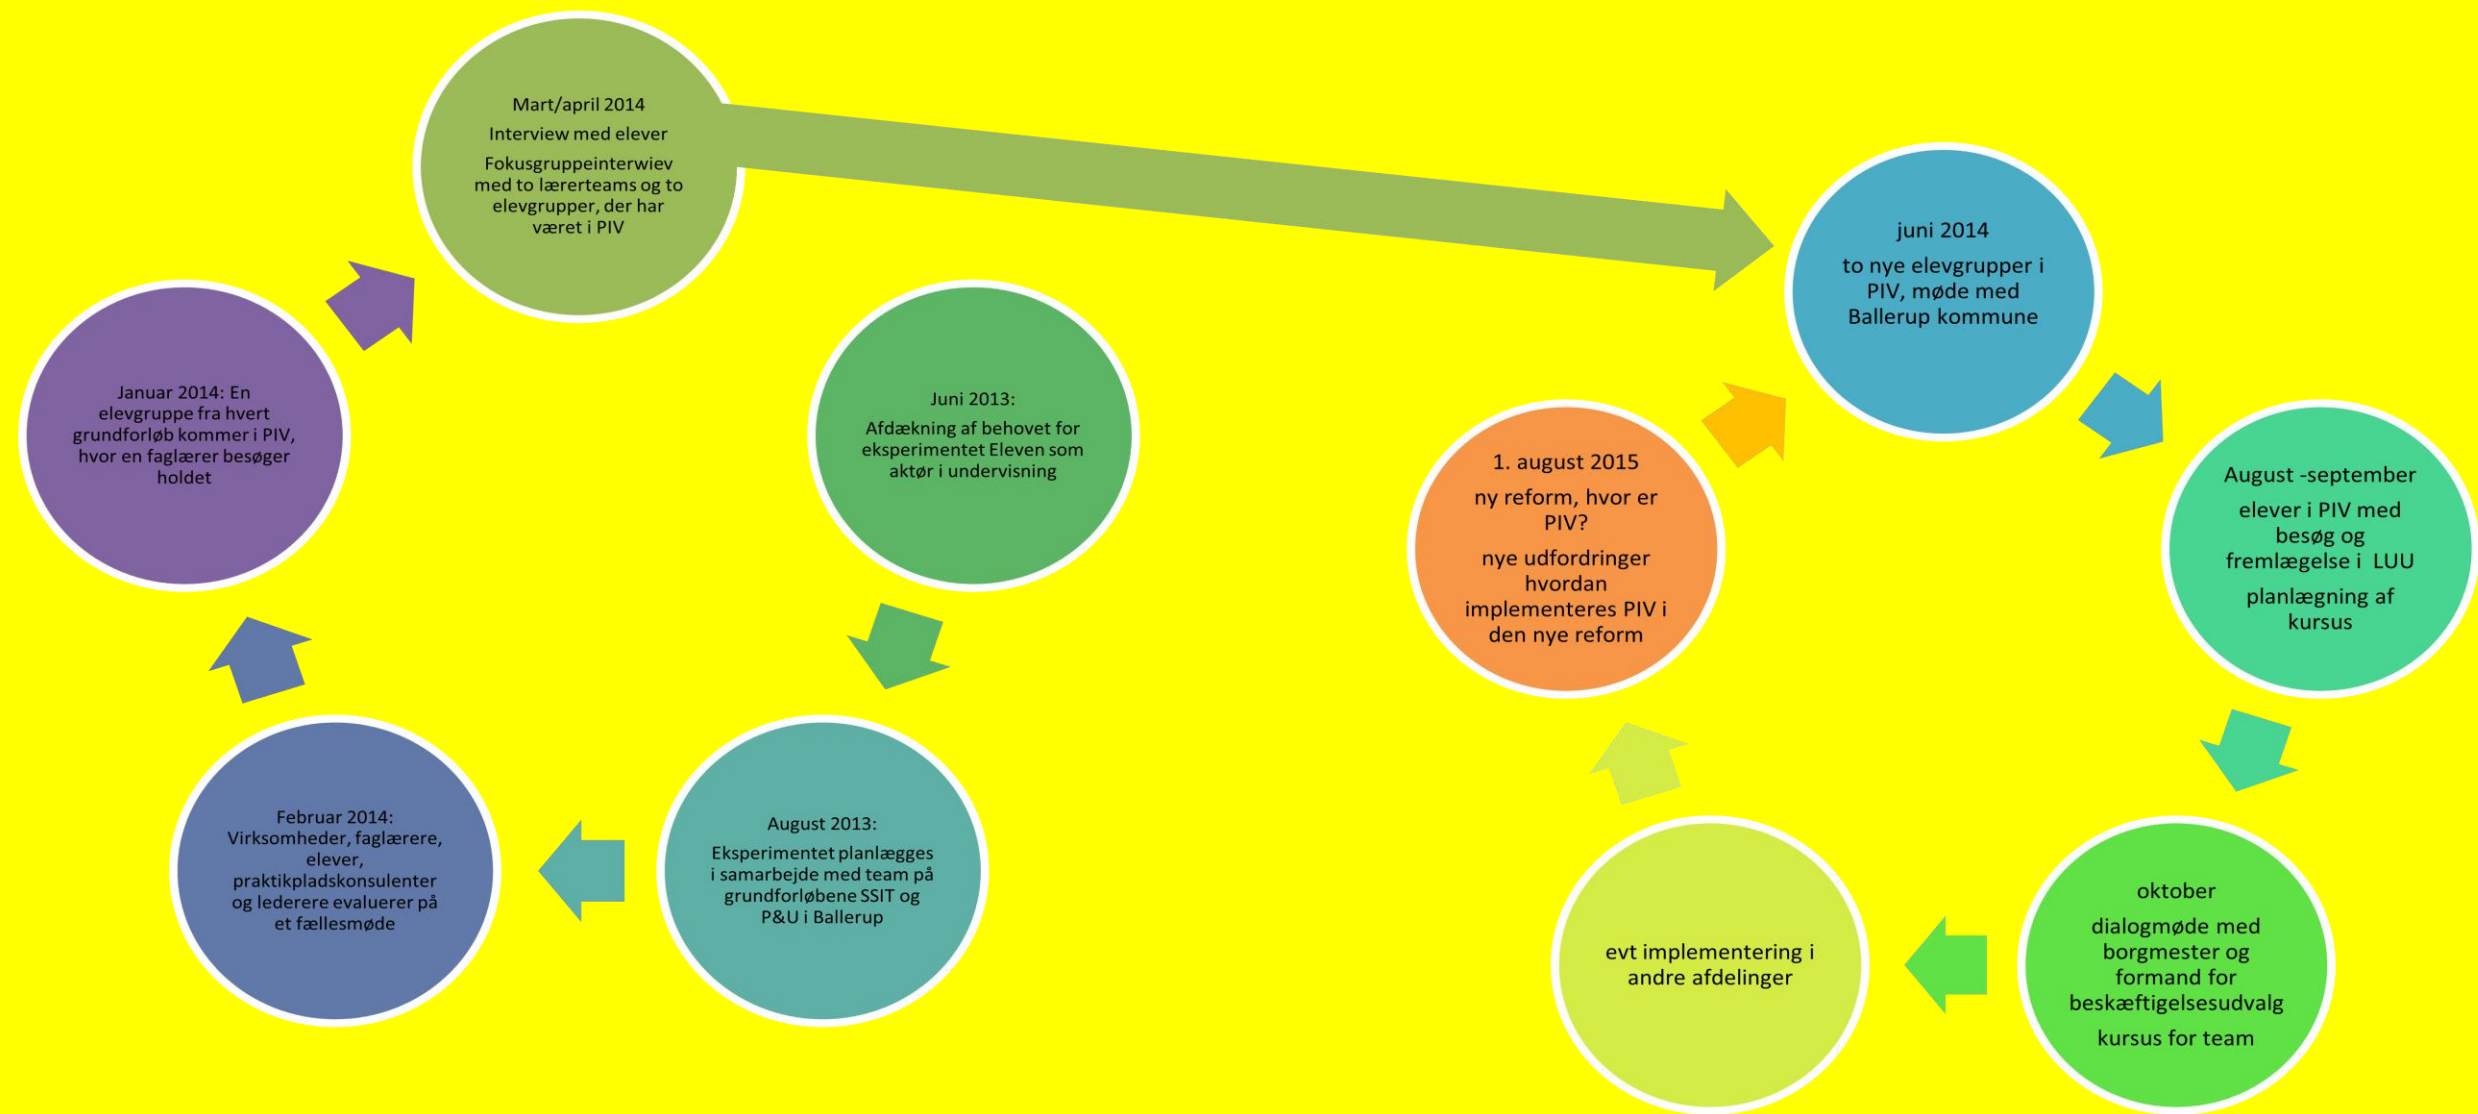 Mart/april 2014
Interview med elever
Fokusgruppeinterwiev
med to lærerteams og to
elevgrupper, der har
været i PIV
Juni 2013:
Afdækning af behovet for
eksperimentet Eleven som
aktør i undervisning
August 2013:
Eksperimentet planlægges
i samarbejde med team på
grundforløbene SSIT og
P&U i Ballerup
Februar 2014:
Virksomheder, faglærere,
elever,
praktikpladskonsulenter
og lederere evaluerer på
et fællesmøde
Januar 2014: En
elevgruppe fra hvert
grundforløb kommer i PIV,
hvor en faglærer besøger
holdet
juni 2014
to nye elevgrupper i
PIV, møde med
Ballerup kommune
August -september
elever i PIV med
besøg og
fremlægelse i LUU
planlægning af
kursus
oktober
dialogmøde med
borgmester og
formand for
beskæftigelsesudvalg
kursus for team
evt implementering i
andre afdelinger
1. august 2015
ny reform, hvor er
PIV?
nye udfordringer
hvordan
implementeres PIV i
den nye reform